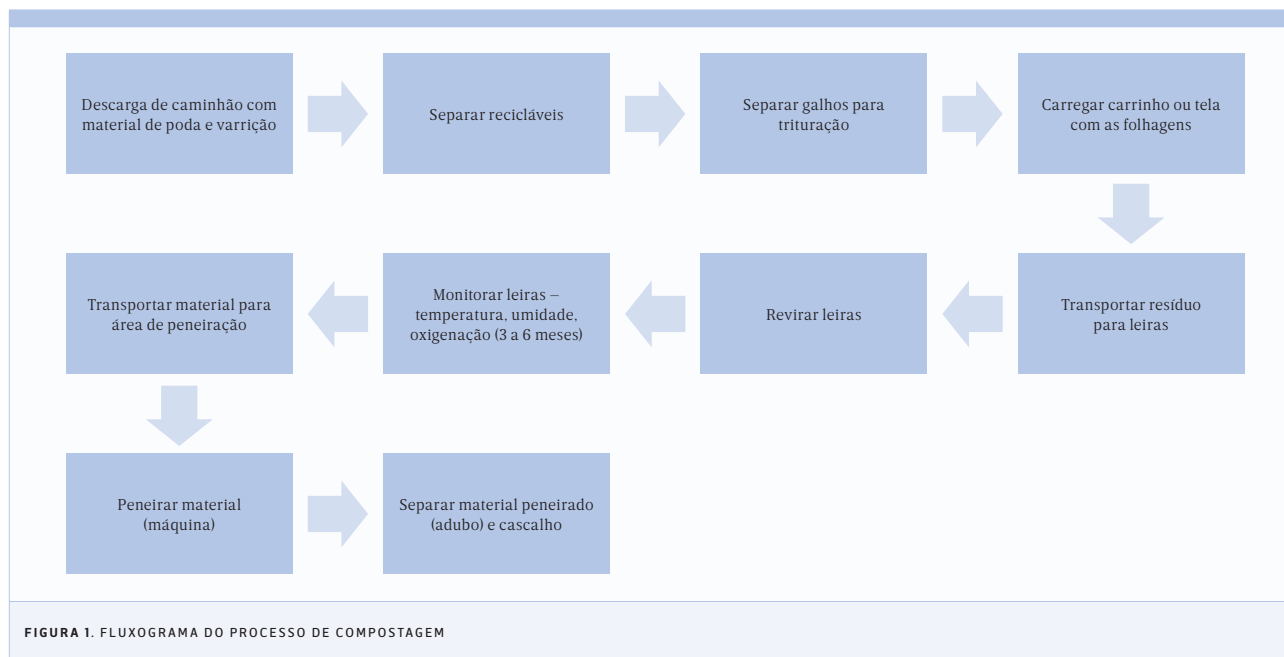 Descarga de caminhão com
material de poda e varrição
Separar recicláveis
Separar galhos para
trituração
Carregar carrinho ou tela
com as folhagens
Transportar resíduo
para leiras
Revirar leiras
Monitorar leiras –
temperatura, umidade,
oxigenação (3 a 6 meses)
Transportar material para
área de peneiração
Peneirar material
(máquina)
Separar material peneirado
(adubo) e cascalho
FIGURA 1. FLUXOGRAMA DO PROCESSO DE COMPOSTAGEM